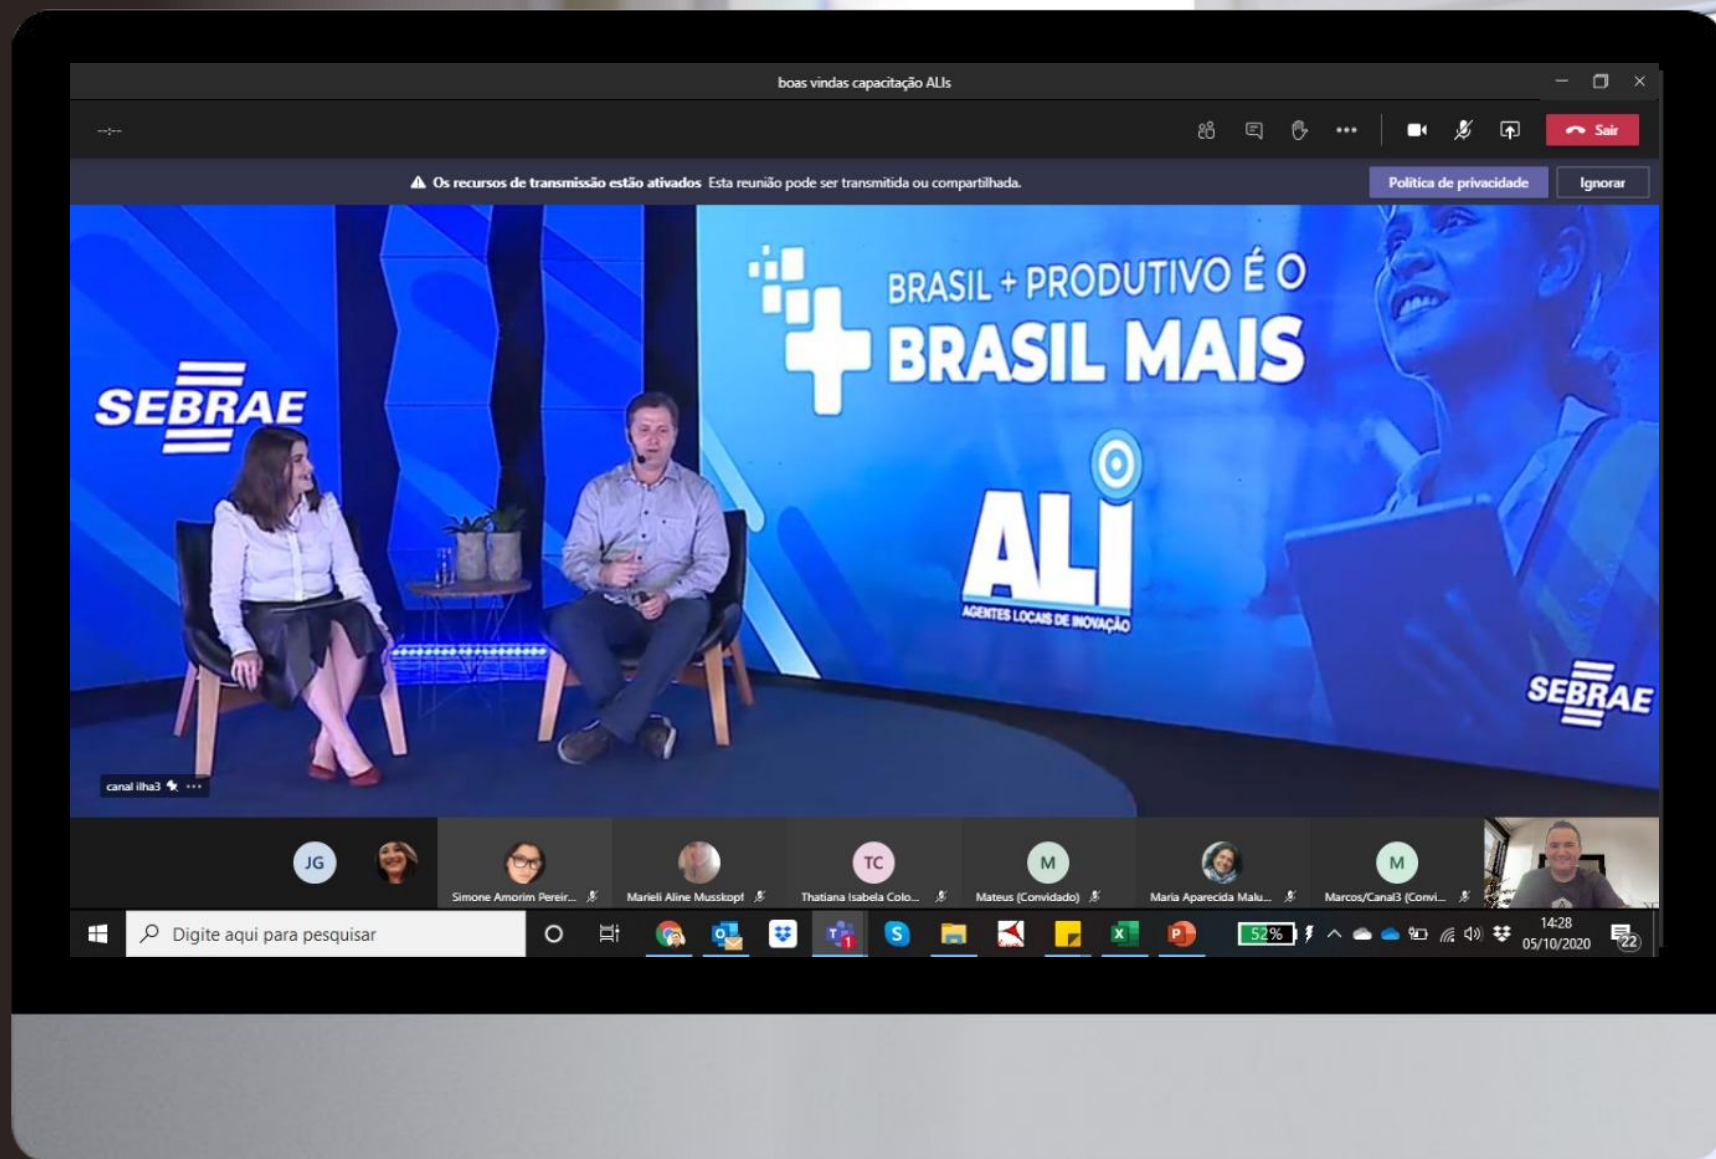 boas vindas capacitação ALIs
--:--
Sair
Os recursos de transmissão estão ativados Esta reunião pode ser transmitida ou compartilhada.
Política de privacidade
Ignorar
BRASIL + PRODUTIVO É O
BRASIL MAIS
SEBRAE
ALI
AGENTES LOCAIS DE INOVAÇÃO
SEBRAE
canal ilha3
JG
TC
M
M
Simone Amorim Pereir...
Marieli Aline Musskopf
Thatiana Isabela Colo...
Mateus (Convidado)
Maria Aparecida Malu...
Marcos/Canal3 (Convi...
Digite aqui para pesquisar
52%
14:28
05/10/2020
22